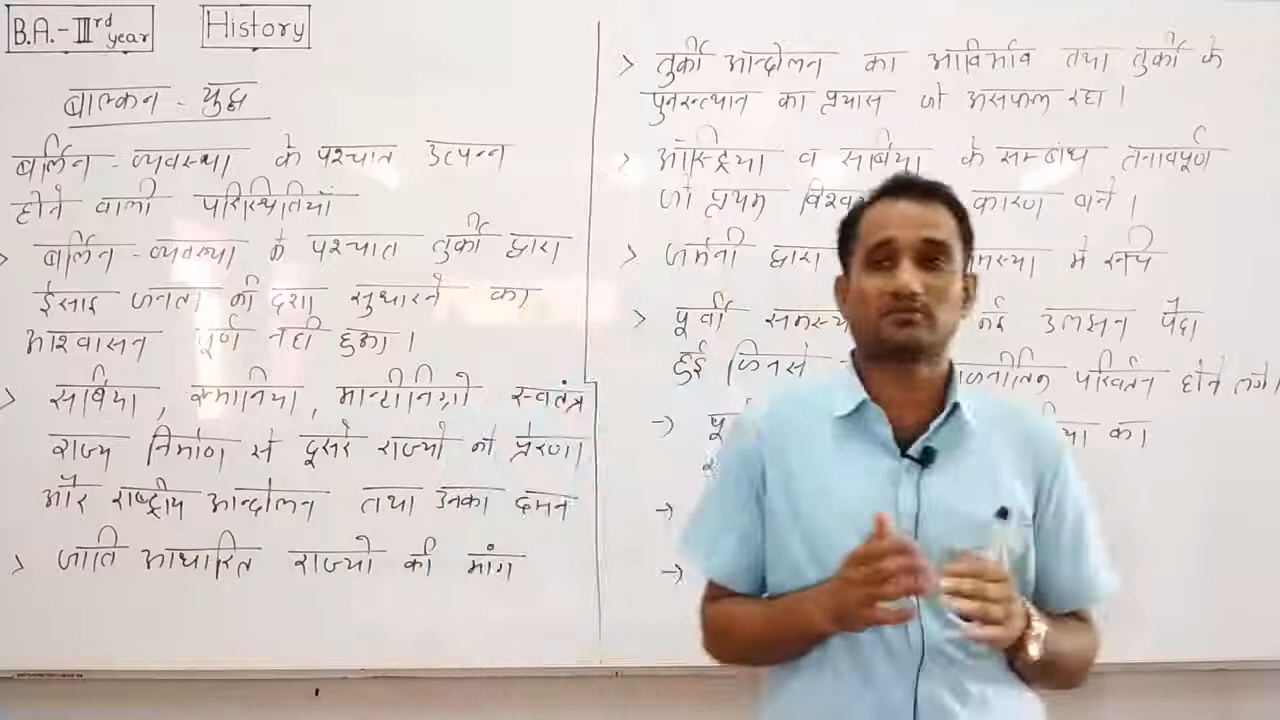 B.A.-IIIrd year
History
बाल्कन - युद्ध
बर्लिन - व्यवस्था के पश्चात उत्पन्न
होने वाली परिस्थितियाँ
बर्लिन - व्यवस्था के पश्चात तुर्की द्वारा
ईसाई जनता की दशा सुधारने का
आश्वासन पूर्ण नहीं हुआ।
> सर्बिया, रूमानिया, मान्टीनिग्रो स्वतंत्र
राज्य निर्माण से दूसरे राज्यों को प्रेरणा
और राष्ट्रीय आन्दोलन तथा उनका दमन
> जाति आधारित राज्यों की मांग
> तुर्की आन्दोलन का आविर्भाव तथा तुर्की के
पुनरुत्थान का प्रयास जो असफल रहा।
> ऑस्ट्रिया व सर्बिया के सम्बंध तनावपूर्ण
जो प्रथम कारण बने।
> जर्मनी द्वारा में रूचि
> पूर्वी उलझन पैदा
हुई जिनसे परिवर्तन होने लगे।
→ का
→
→